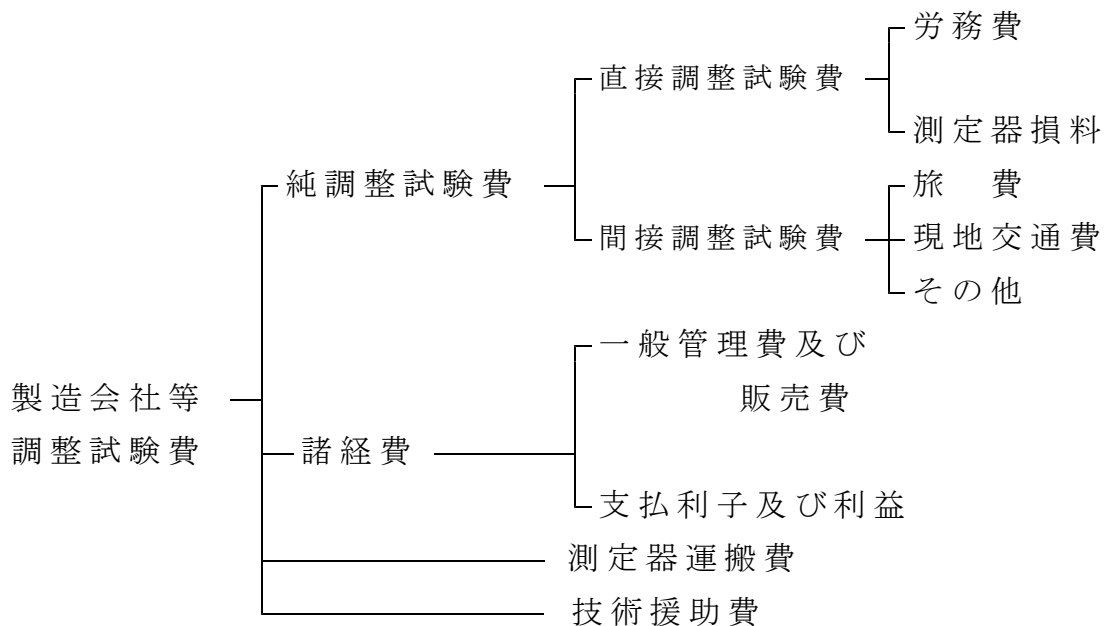 労務費
直接調整試験費
測定器損料
純調整試験費
旅　費
間接調整試験費
現地交通費
その他
一般管理費及び
販売費
製造会社等
調整試験費
諸経費
支払利子及び利益
測定器運搬費
技術援助費